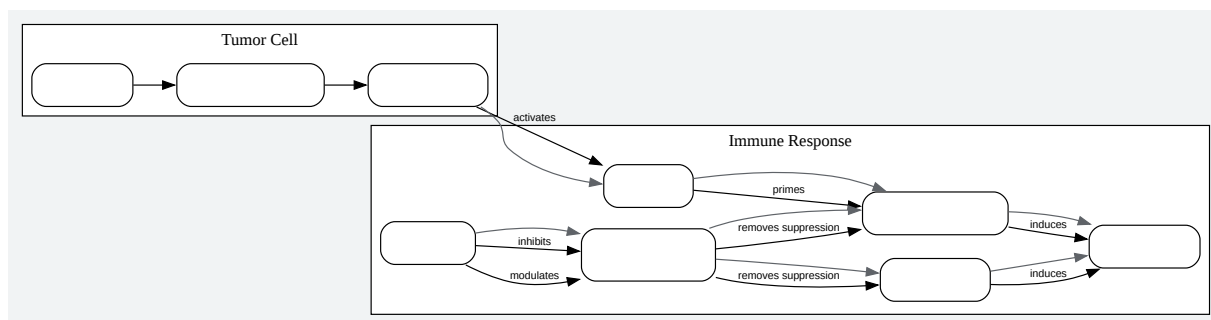 Tumor Cell
activates
Immune Response
primes
removes suppression
inhibits
induces
modulates
removes suppression
induces